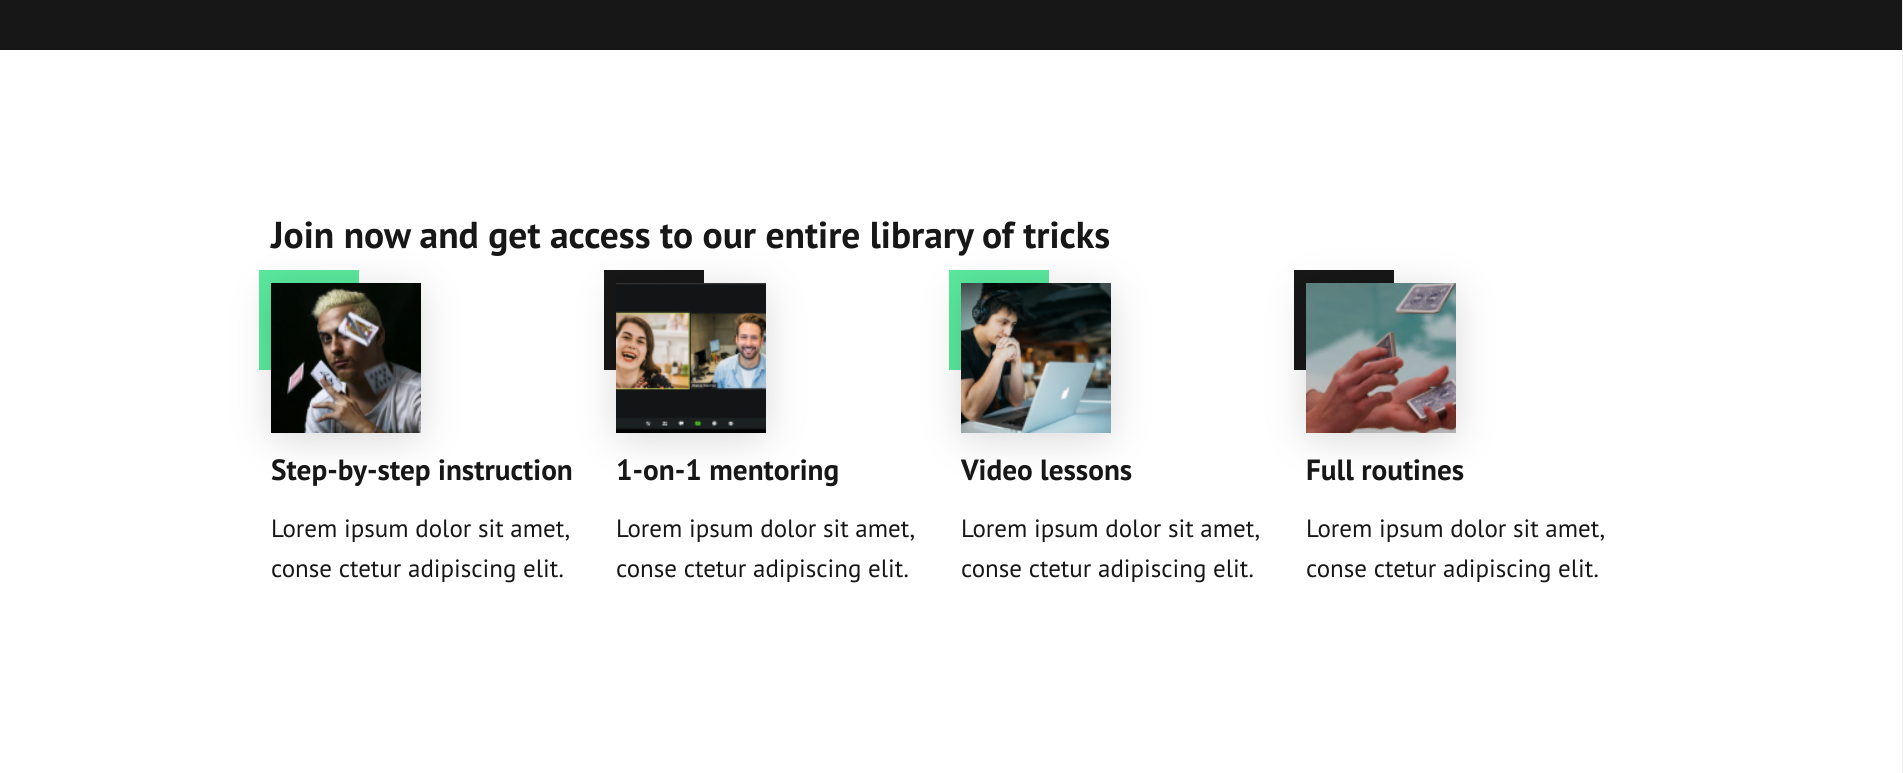 Join now and get access to our entire library of tricks
Step-by-step instruction
Lorem ipsum dolor sit amet,
conse ctetur adipiscing elit.
1-on-1 mentoring
Lorem ipsum dolor sit amet,
conse ctetur adipiscing elit.
Video lessons
Lorem ipsum dolor sit amet,
conse ctetur adipiscing elit.
Full routines
Lorem ipsum dolor sit amet,
conse ctetur adipiscing elit.